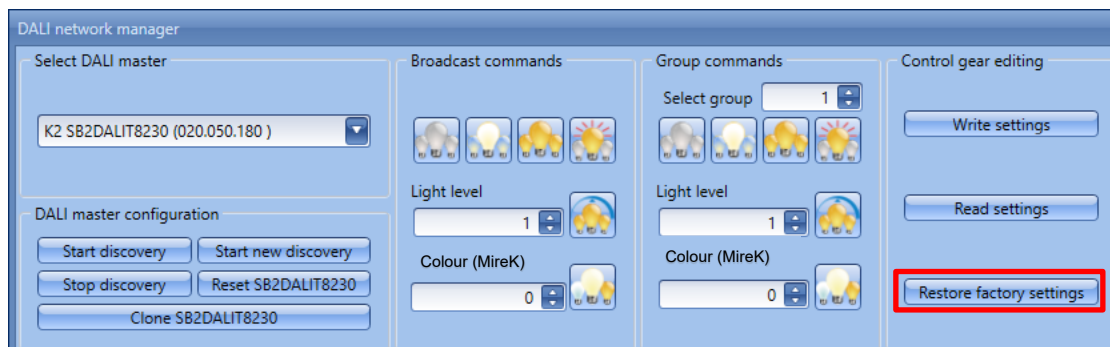 DALI network manager
Select DALI master
K2 SB2DALIT8230 (020.050.180 )
DALI master configuration
Start discovery
Start new discovery
Stop discovery
Reset SB2DALIT8230
Clone SB2DALIT8230
Broadcast commands
Light level
1
Colour (MireK)
0
Group commands
Select group
1
Light level
1
Colour (MireK)
0
Control gear editing
Write settings
Read settings
Restore factory settings